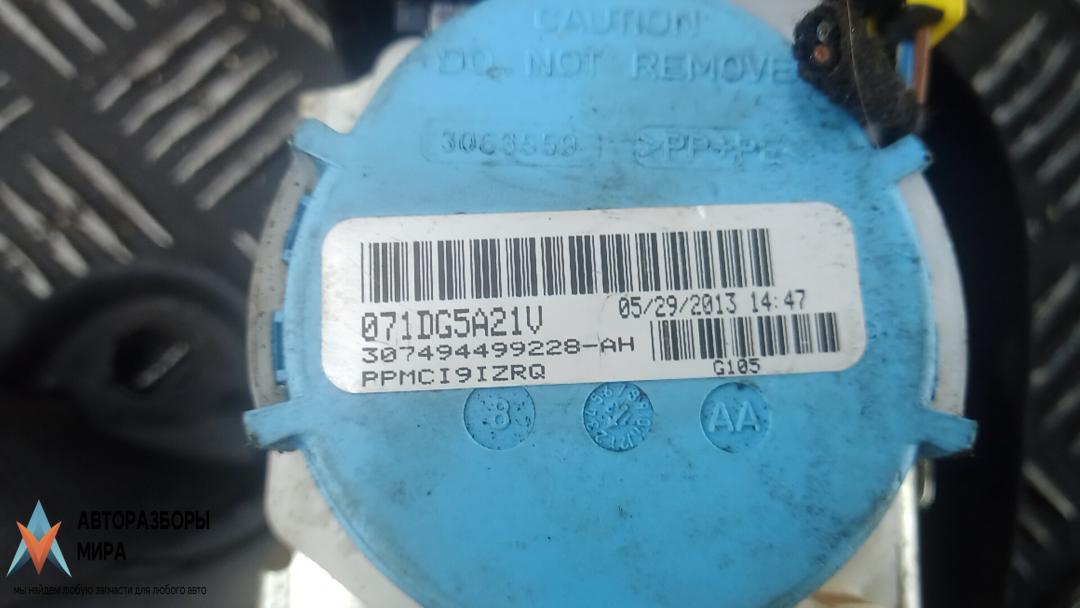 CAUTION
DO NOT REMOVE
3063559 >PP+PE<
071DG5A21V
05/29/2013 14:47
307494499228-AH
PPMCI9IZRQ
G105
8
12
AA
АВТОРАЗБОРЫ
МИРА
мы найдем любую запчасти для любого авто